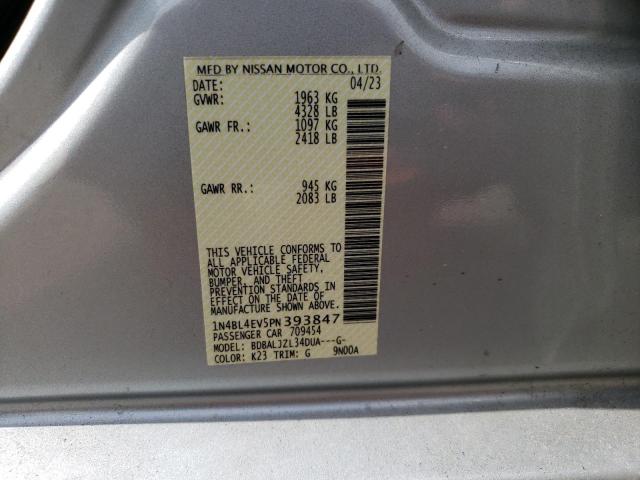 MFD BY NISSAN MOTOR CO., LTD.
DATE: 04/23
GVWR: 1963 KG
4328 LB
GAWR FR.: 1097 KG
2418 LB
GAWR RR.: 945 KG
2083 LB
THIS VEHICLE CONFORMS TO
ALL APPLICABLE FEDERAL
MOTOR VEHICLE SAFETY,
BUMPER, AND THEFT
PREVENTION STANDARDS IN
EFFECT ON THE DATE OF
MANUFACTURE SHOWN ABOVE.
1N4BL4EV5PN393847
PASSENGER CAR 709454
MODEL: BDBALJZL34DUA---G-
COLOR: K23 TRIM: G 9N00A